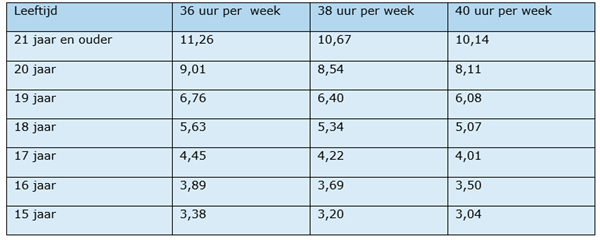 Leeftijd 36 uur per week 38 uur per week 40 uur per week
21 jaar en ouder 11,26 10,67 10,14
20 jaar 9,01 8,54 8,11
19 jaar 6,76 6,40 6,08
18 jaar 5,63 5,34 5,07
17 jaar 4,45 4,22 4,01
16 jaar 3,89 3,69 3,50
15 jaar 3,38 3,20 3,04